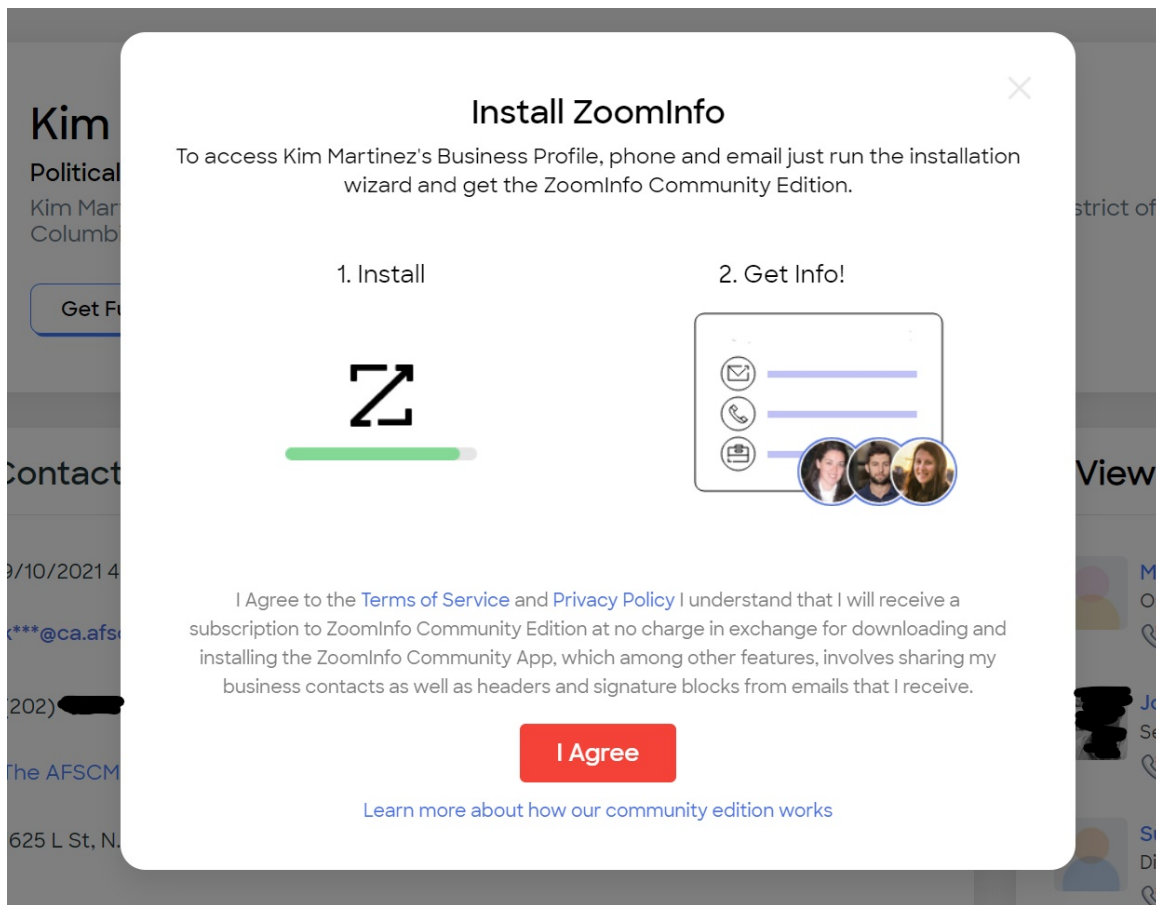 Install ZoomInfo
To access Kim Martinez's Business Profile, phone and email just run the installation
wizard and get the ZoomInfo Community Edition.
1. Install
2. Get Info!
I Agree to the Terms of Service and Privacy Policy I understand that I will receive a
subscription to ZoomInfo Community Edition at no charge in exchange for downloading and
installing the ZoomInfo Community App, which among other features, involves sharing my
business contacts as well as headers and signature blocks from emails that I receive.
I Agree
Learn more about how our community edition works
Kim
Political
Kim Mar
Columb
Get Fu
Contact
9/10/2021 4
k***@ca.afsc
(202)
The AFSCM
625 L St, N.
strict of
View
M
O
Jo
Se
Su
Di